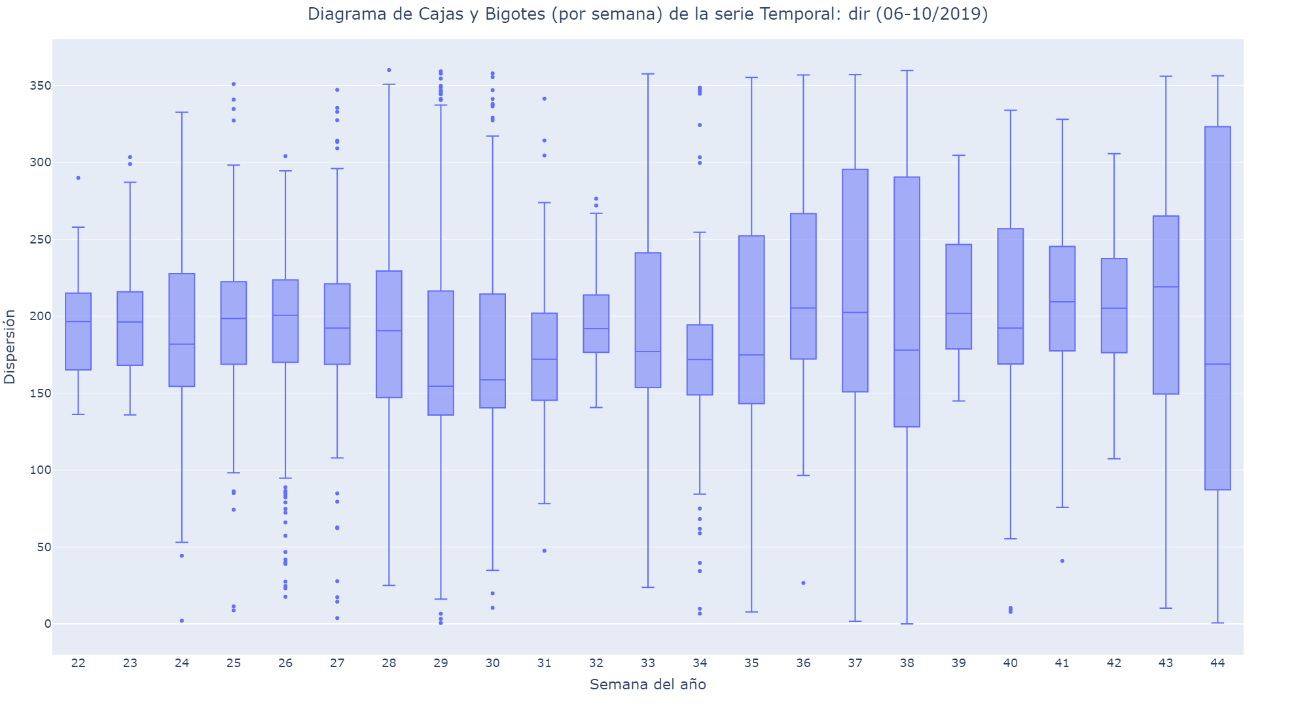 Diagrama de Cajas y Bigotes (por semana) de la serie Temporal: dir (06-10/2019)
Dispersión
350
300
250
200
150
100
50
0
22 23 24 25 26 27 28 29 30 31 32 33 34 35 36 37 38 39 40 41 42 43 44
Semana del año